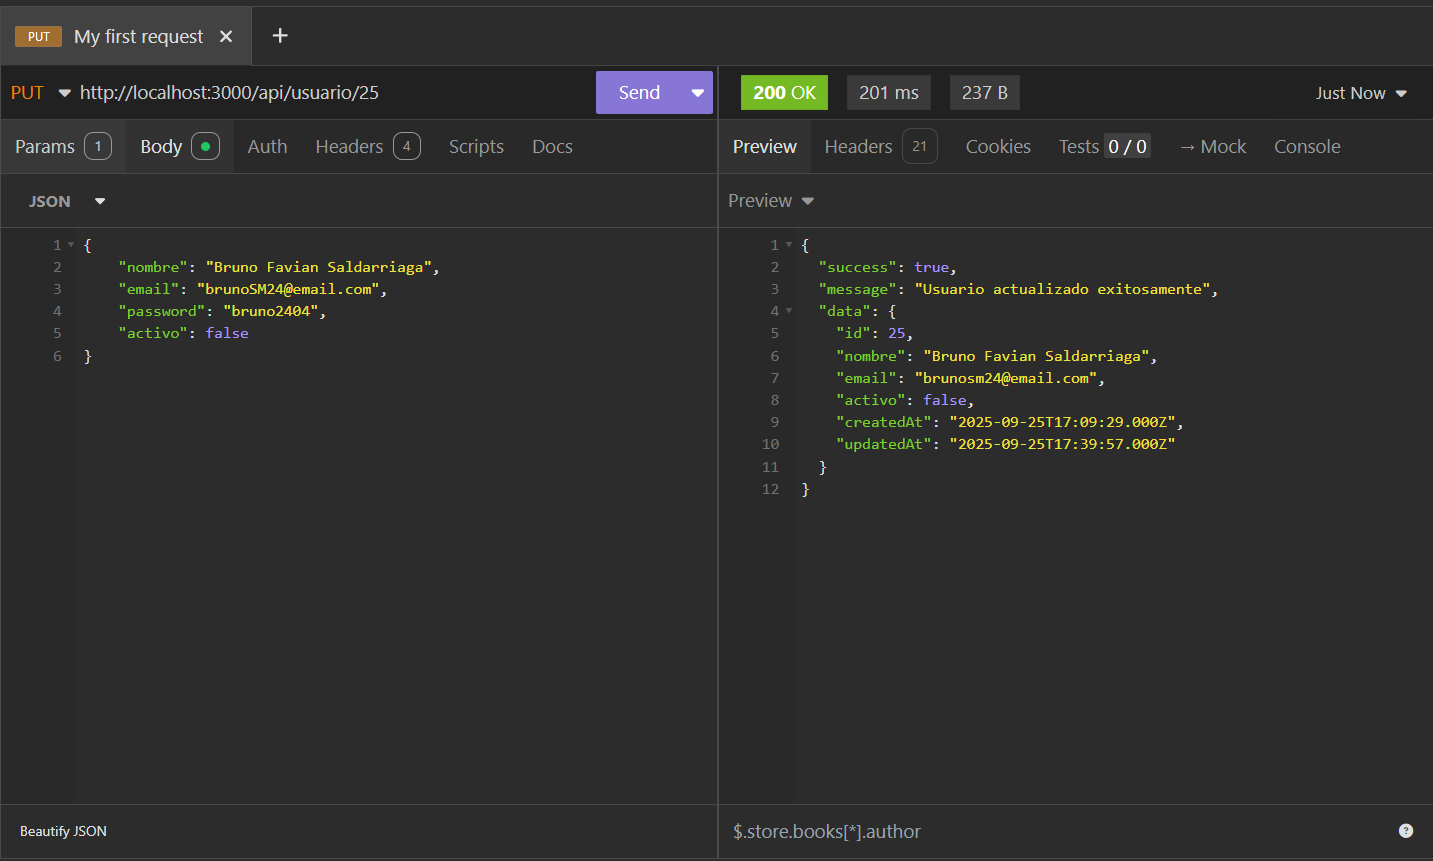 PUT My first request
PUT http://localhost:3000/api/usuario/25 Send
200 OK 201 ms 237 B Just Now
Params 1 Body Auth Headers 4 Scripts Docs
Preview Headers 21 Cookies Tests 0 / 0 → Mock Console
JSON
Preview
1 {
2 "nombre": "Bruno Favian Saldarriaga",
3 "email": "brunoSM24@email.com",
4 "password": "bruno2404",
5 "activo": false
6 }
1 {
2 "success": true,
3 "message": "Usuario actualizado exitosamente",
4 "data": {
5 "id": 25,
6 "nombre": "Bruno Favian Saldarriaga",
7 "email": "brunosm24@email.com",
8 "activo": false,
9 "createdAt": "2025-09-25T17:09:29.000Z",
10 "updatedAt": "2025-09-25T17:39:57.000Z"
11 }
12 }
Beautify JSON
$.store.books[*].author ?